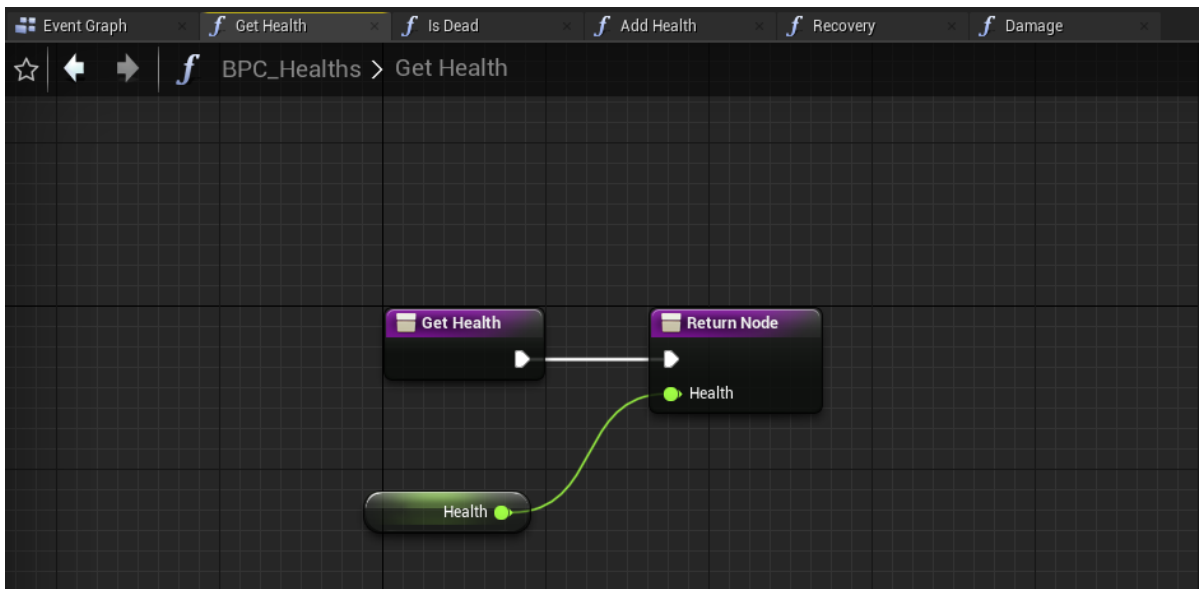 Event Graph
Get Health
Is Dead
Add Health
Recovery
Damage
BPC_Healths > Get Health
Get Health
Return Node
Health
Health